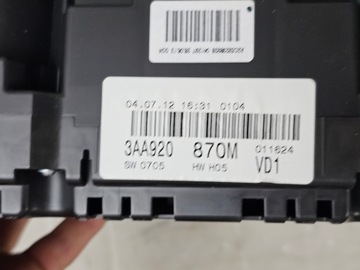 04.07.12 16:31 0104
3AA920 870M 011624
SW 0705 HW H05 VD1